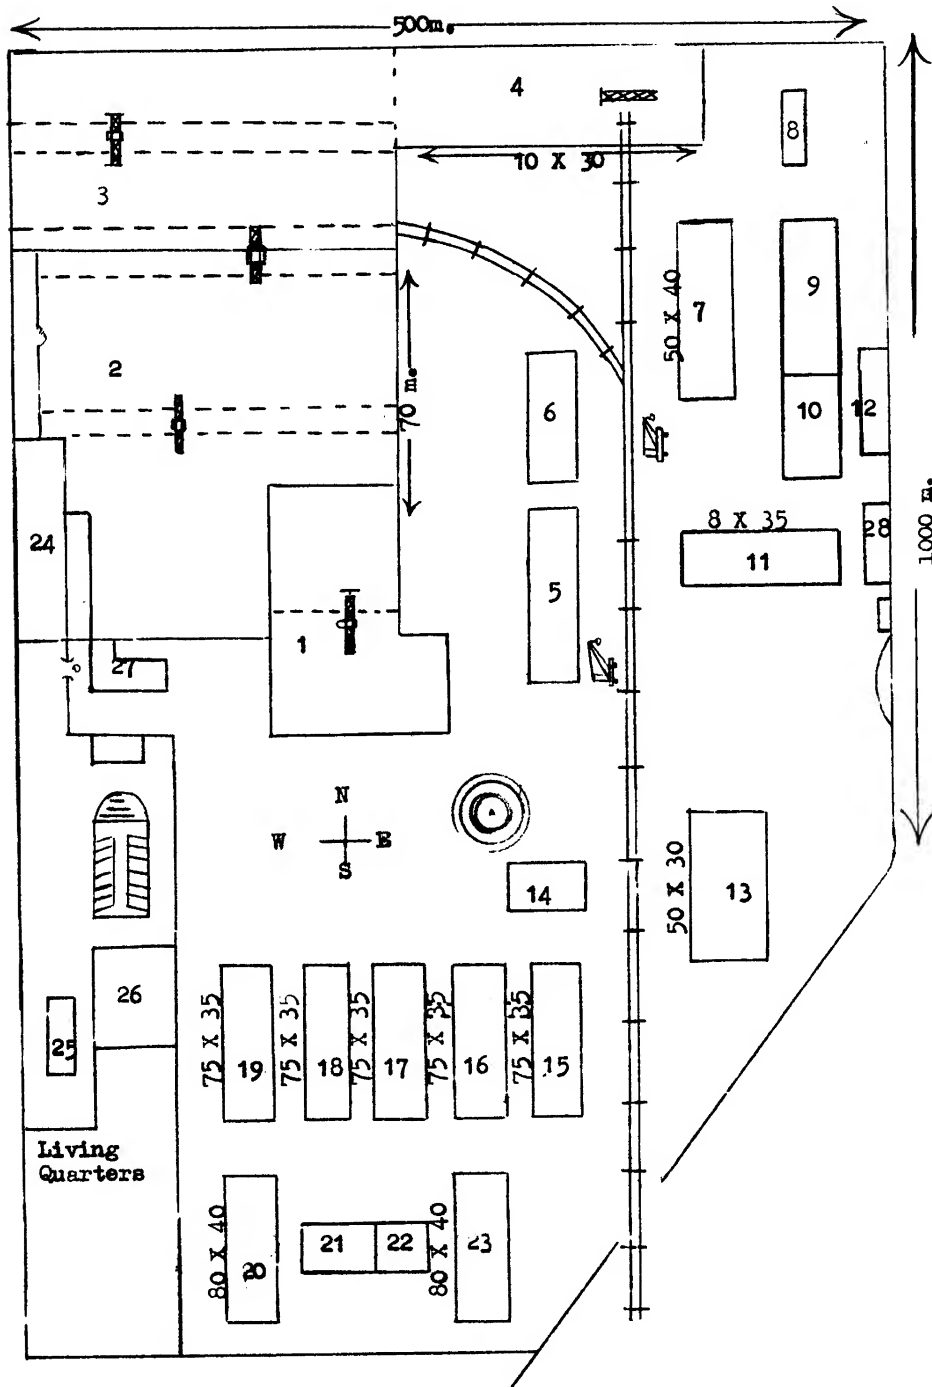 500m.
4
8
10 X 30
3
50 X 40
7
9
2
70 m.
6
10
12
1000 m.
24
8 X 35
28
11
5
1
27
N
W
E
S
14
50 X 30
13
26
25
75 X 35
19
75 X 35
18
75 X 35
17
75 X 35
16
75 X 35
15
Living
Quarters
80 X 40
20
21
22
80 X 40
23